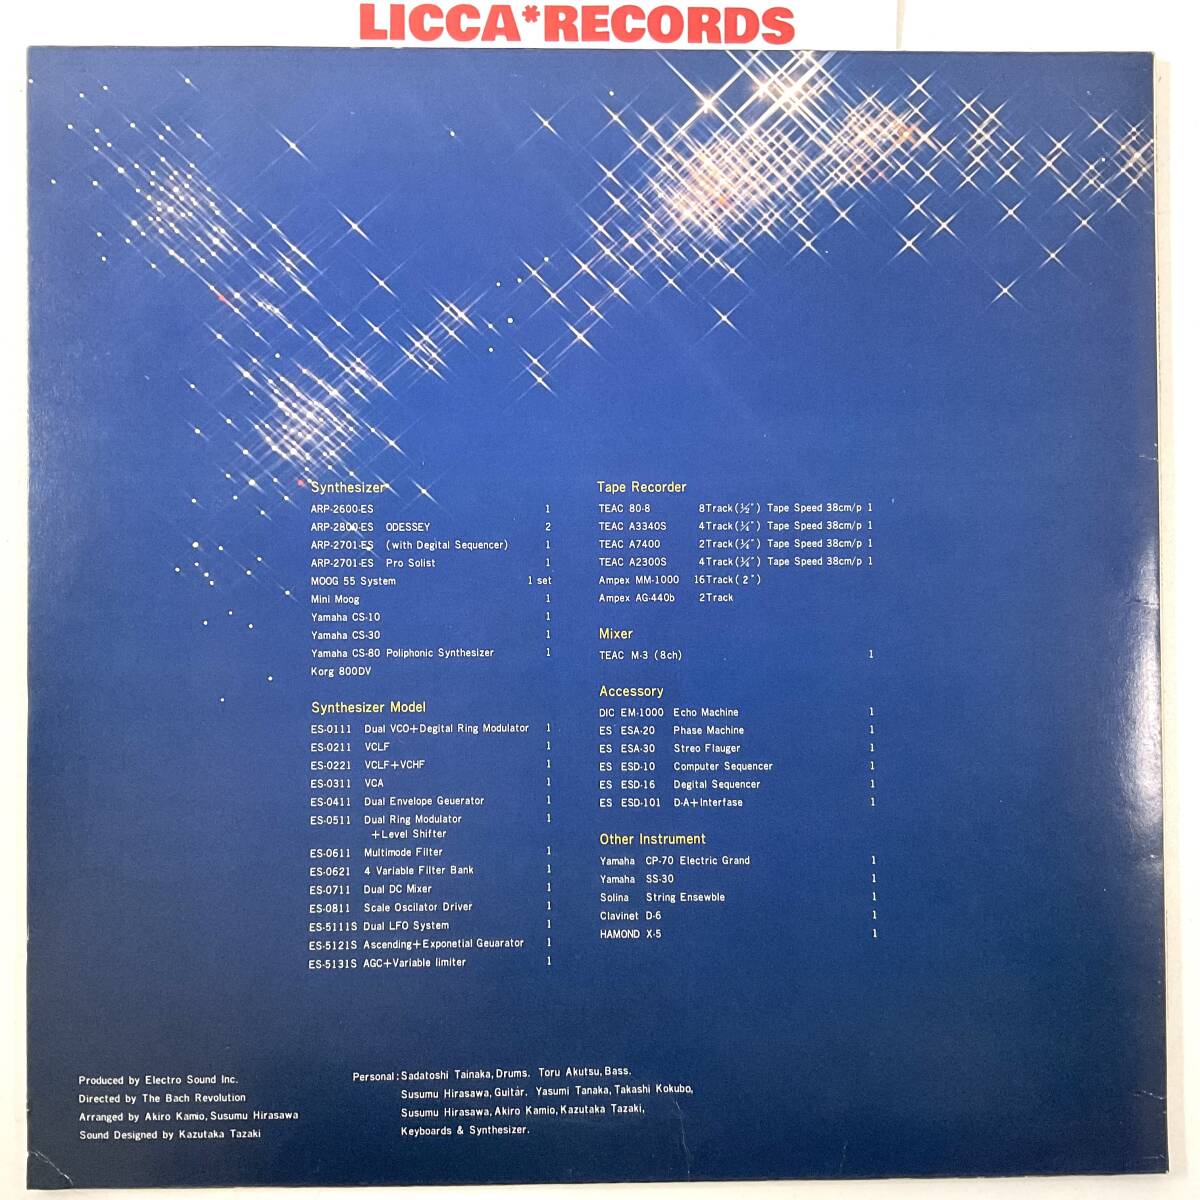 LICCA*RECORDS
Synthesizer
ARP-2600-ES 1
ARP-2800-ES ODESSEY 2
ARP-2701-ES (with Degital Sequencer) 1
ARP-2701-ES Pro Solist 1
MOOG 55 System 1 set
Mini Moog 1
Yamaha CS-10 1
Yamaha CS-30 1
Yamaha CS-80 Poliphonic Synthesizer 1
Korg 800DV
Synthesizer Model
ES-0111 Dual VCO+Degital Ring Modulator 1
ES-0211 VCLF 1
ES-0221 VCLF+VCHF 1
ES-0311 VCA 1
ES-0411 Dual Envelope Geuerator 1
ES-0511 Dual Ring Modulator 1
+Level Shifter
ES-0611 Multimode Filter 1
ES-0621 4 Variable Filter Bank 1
ES-0711 Dual DC Mixer 1
ES-0811 Scale Oscilator Driver 1
ES-5111S Dual LFO System 1
ES-5121S Ascending+Exponetial Geuarator 1
ES-5131S AGC+Variable limiter 1
Tape Recorder
TEAC 80-8 8Track(½") Tape Speed 38cm/p 1
TEAC A3340S 4Track(¼") Tape Speed 38cm/p 1
TEAC A7400 2Track(¼") Tape Speed 38cm/p 1
TEAC A2300S 4Track(¼") Tape Speed 38cm/p 1
Ampex MM-1000 16Track(2")
Ampex AG-440b 2Track
Mixer
TEAC M-3 (8ch) 1
Accessory
DIC EM-1000 Echo Machine 1
ES ESA-20 Phase Machine 1
ES ESA-30 Streo Flauger 1
ES ESD-10 Computer Sequencer 1
ES ESD-16 Degital Sequencer 1
ES ESD-101 D-A+Interfase 1
Other Instrument
Yamaha CP-70 Electric Grand 1
Yamaha SS-30 1
Solina String Ensewble 1
Clavinet D-6 1
HAMOND X-5 1
Produced by Electro Sound Inc.
Directed by The Bach Revolution
Arranged by Akiro Kamio, Susumu Hirasawa
Sound Designed by Kazutaka Tazaki
Personal: Sadatoshi Tainaka, Drums. Toru Akutsu, Bass.
Susumu Hirasawa, Guitar. Yasumi Tanaka, Takashi Kokubo,
Susumu Hirasawa, Akiro Kamio, Kazutaka Tazaki,
Keyboards & Synthesizer.